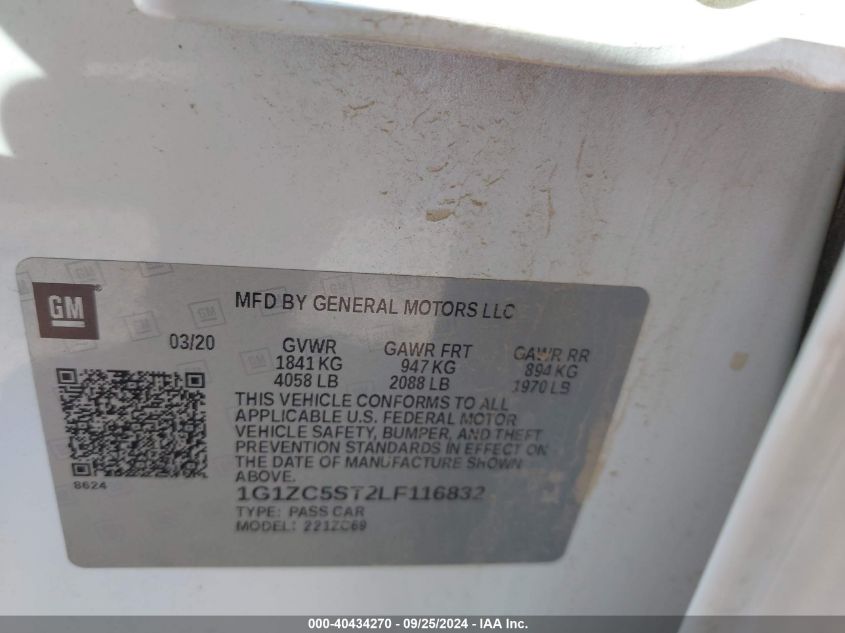 GM
MFD BY GENERAL MOTORS LLC
03/20 GVWR GAWR FRT GAWR RR
1841 KG 947 KG 894 KG
4058 LB 2088 LB 1970 LB
THIS VEHICLE CONFORMS TO ALL
APPLICABLE U.S. FEDERAL MOTOR
VEHICLE SAFETY, BUMPER, AND THEFT
PREVENTION STANDARDS IN EFFECT ON
THE DATE OF MANUFACTURE SHOWN
ABOVE.
8624
1G1ZC5ST2LF116832
TYPE: PASS CAR
MODEL: 221ZC69
000-40434270 - 09/25/2024 - IAA Inc.